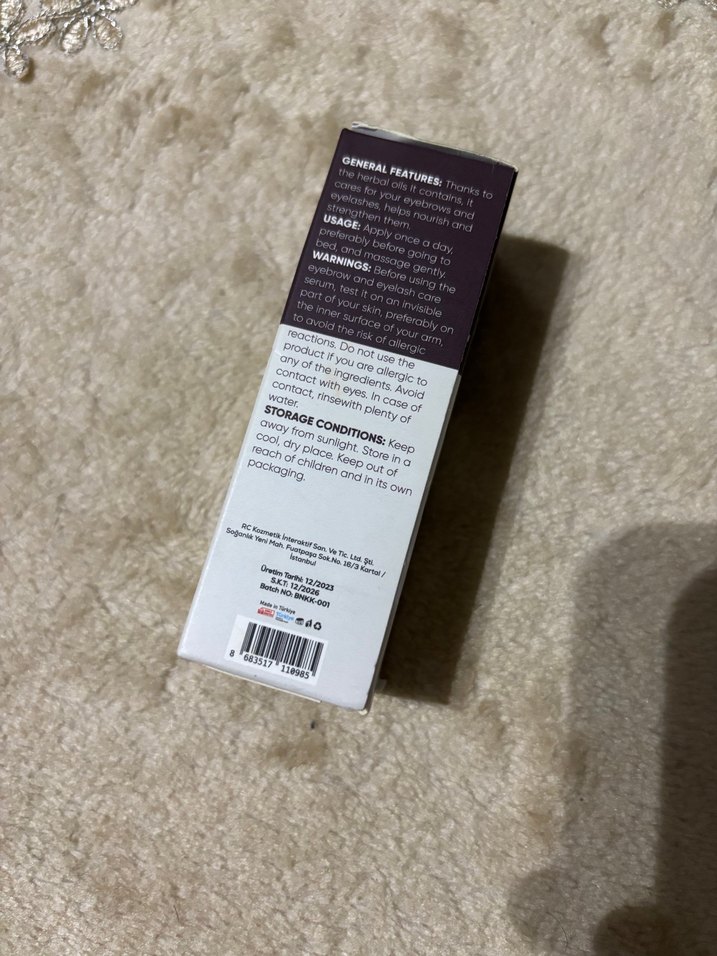 GENERAL FEATURES: Thanks to
the herbal oils It contains, it
cares for your eyebrows and
eyelashes, helps nourish and
strengthen them.
USAGE: Apply once a day,
preferably before going to
bed, and massage gently.
WARNINGS: Before using the
eyebrow and eyelash care
serum, test it on an invisible
part of your skin, preferably on
the inner surface of your arm,
to avoid the risk of allergic
reactions. Do not use the
product if you are allergic to
any of the ingredients. Avoid
contact with eyes. In case of
contact, rinsewith plenty of
water.
STORAGE CONDITIONS: Keep
away from sunlight. Store in a
cool, dry place. Keep out of
reach of children and in its own
packaging.
RC Kozmetik İnteraktif San. Ve Tic. Ltd. Şti.
Soğanlık Yeni Mah. Fuatpaşa Sok.No. 16/3 Kartal /
İstanbul
Üretim Tarihi: 12/2023
S.K.T: 12/2026
Batch NO: BNKK-001
Made in Türkiye
Türkiye
8 683517 110985